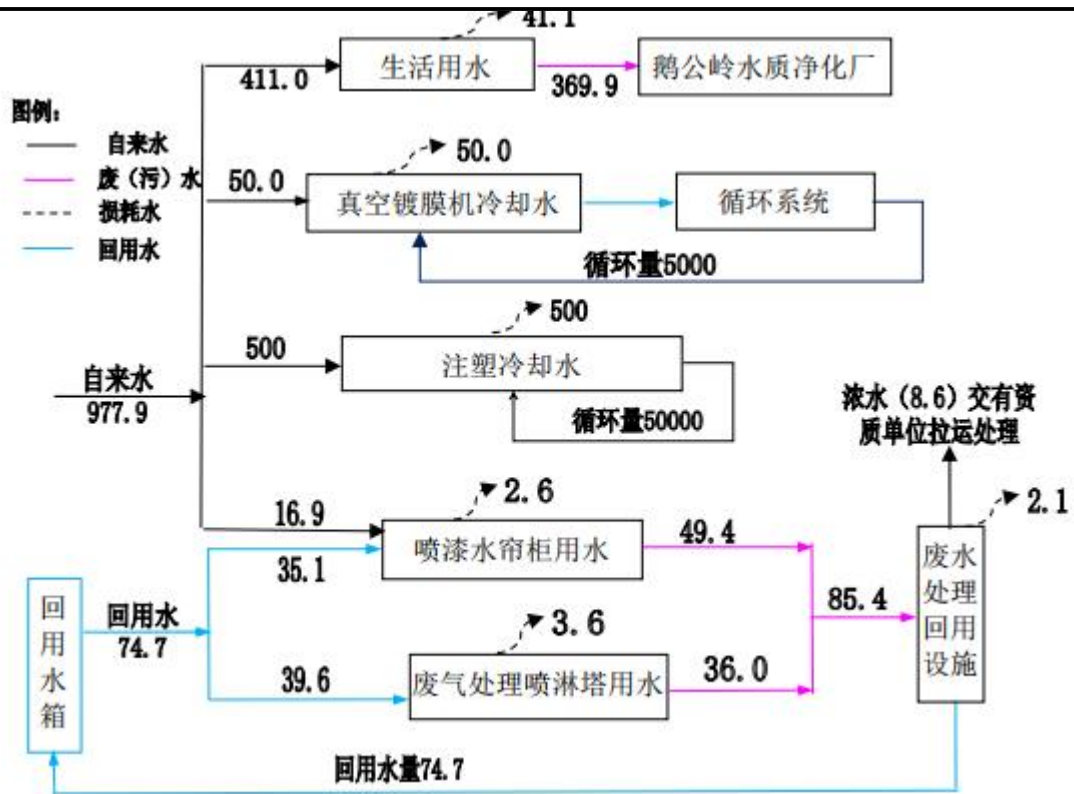 41.1
生活用水
鹅公岭水质净化厂
411.0
369.9
图例：
自来水
废（污）水
损耗水
回用水
50.0
50.0
真空镀膜机冷却水
循环系统
循环量5000
500
500
注塑冷却水
循环量50000
自来水
977.9
浓水（8.6）交有资
质单位拉运处理
2.1
16.9
2.6
喷漆水帘柜用水
49.4
35.1
废水
处理
回用
设施
85.4
回
用
水
箱
回用水
74.7
3.6
39.6
废气处理喷淋塔用水
36.0
回用水量74.7